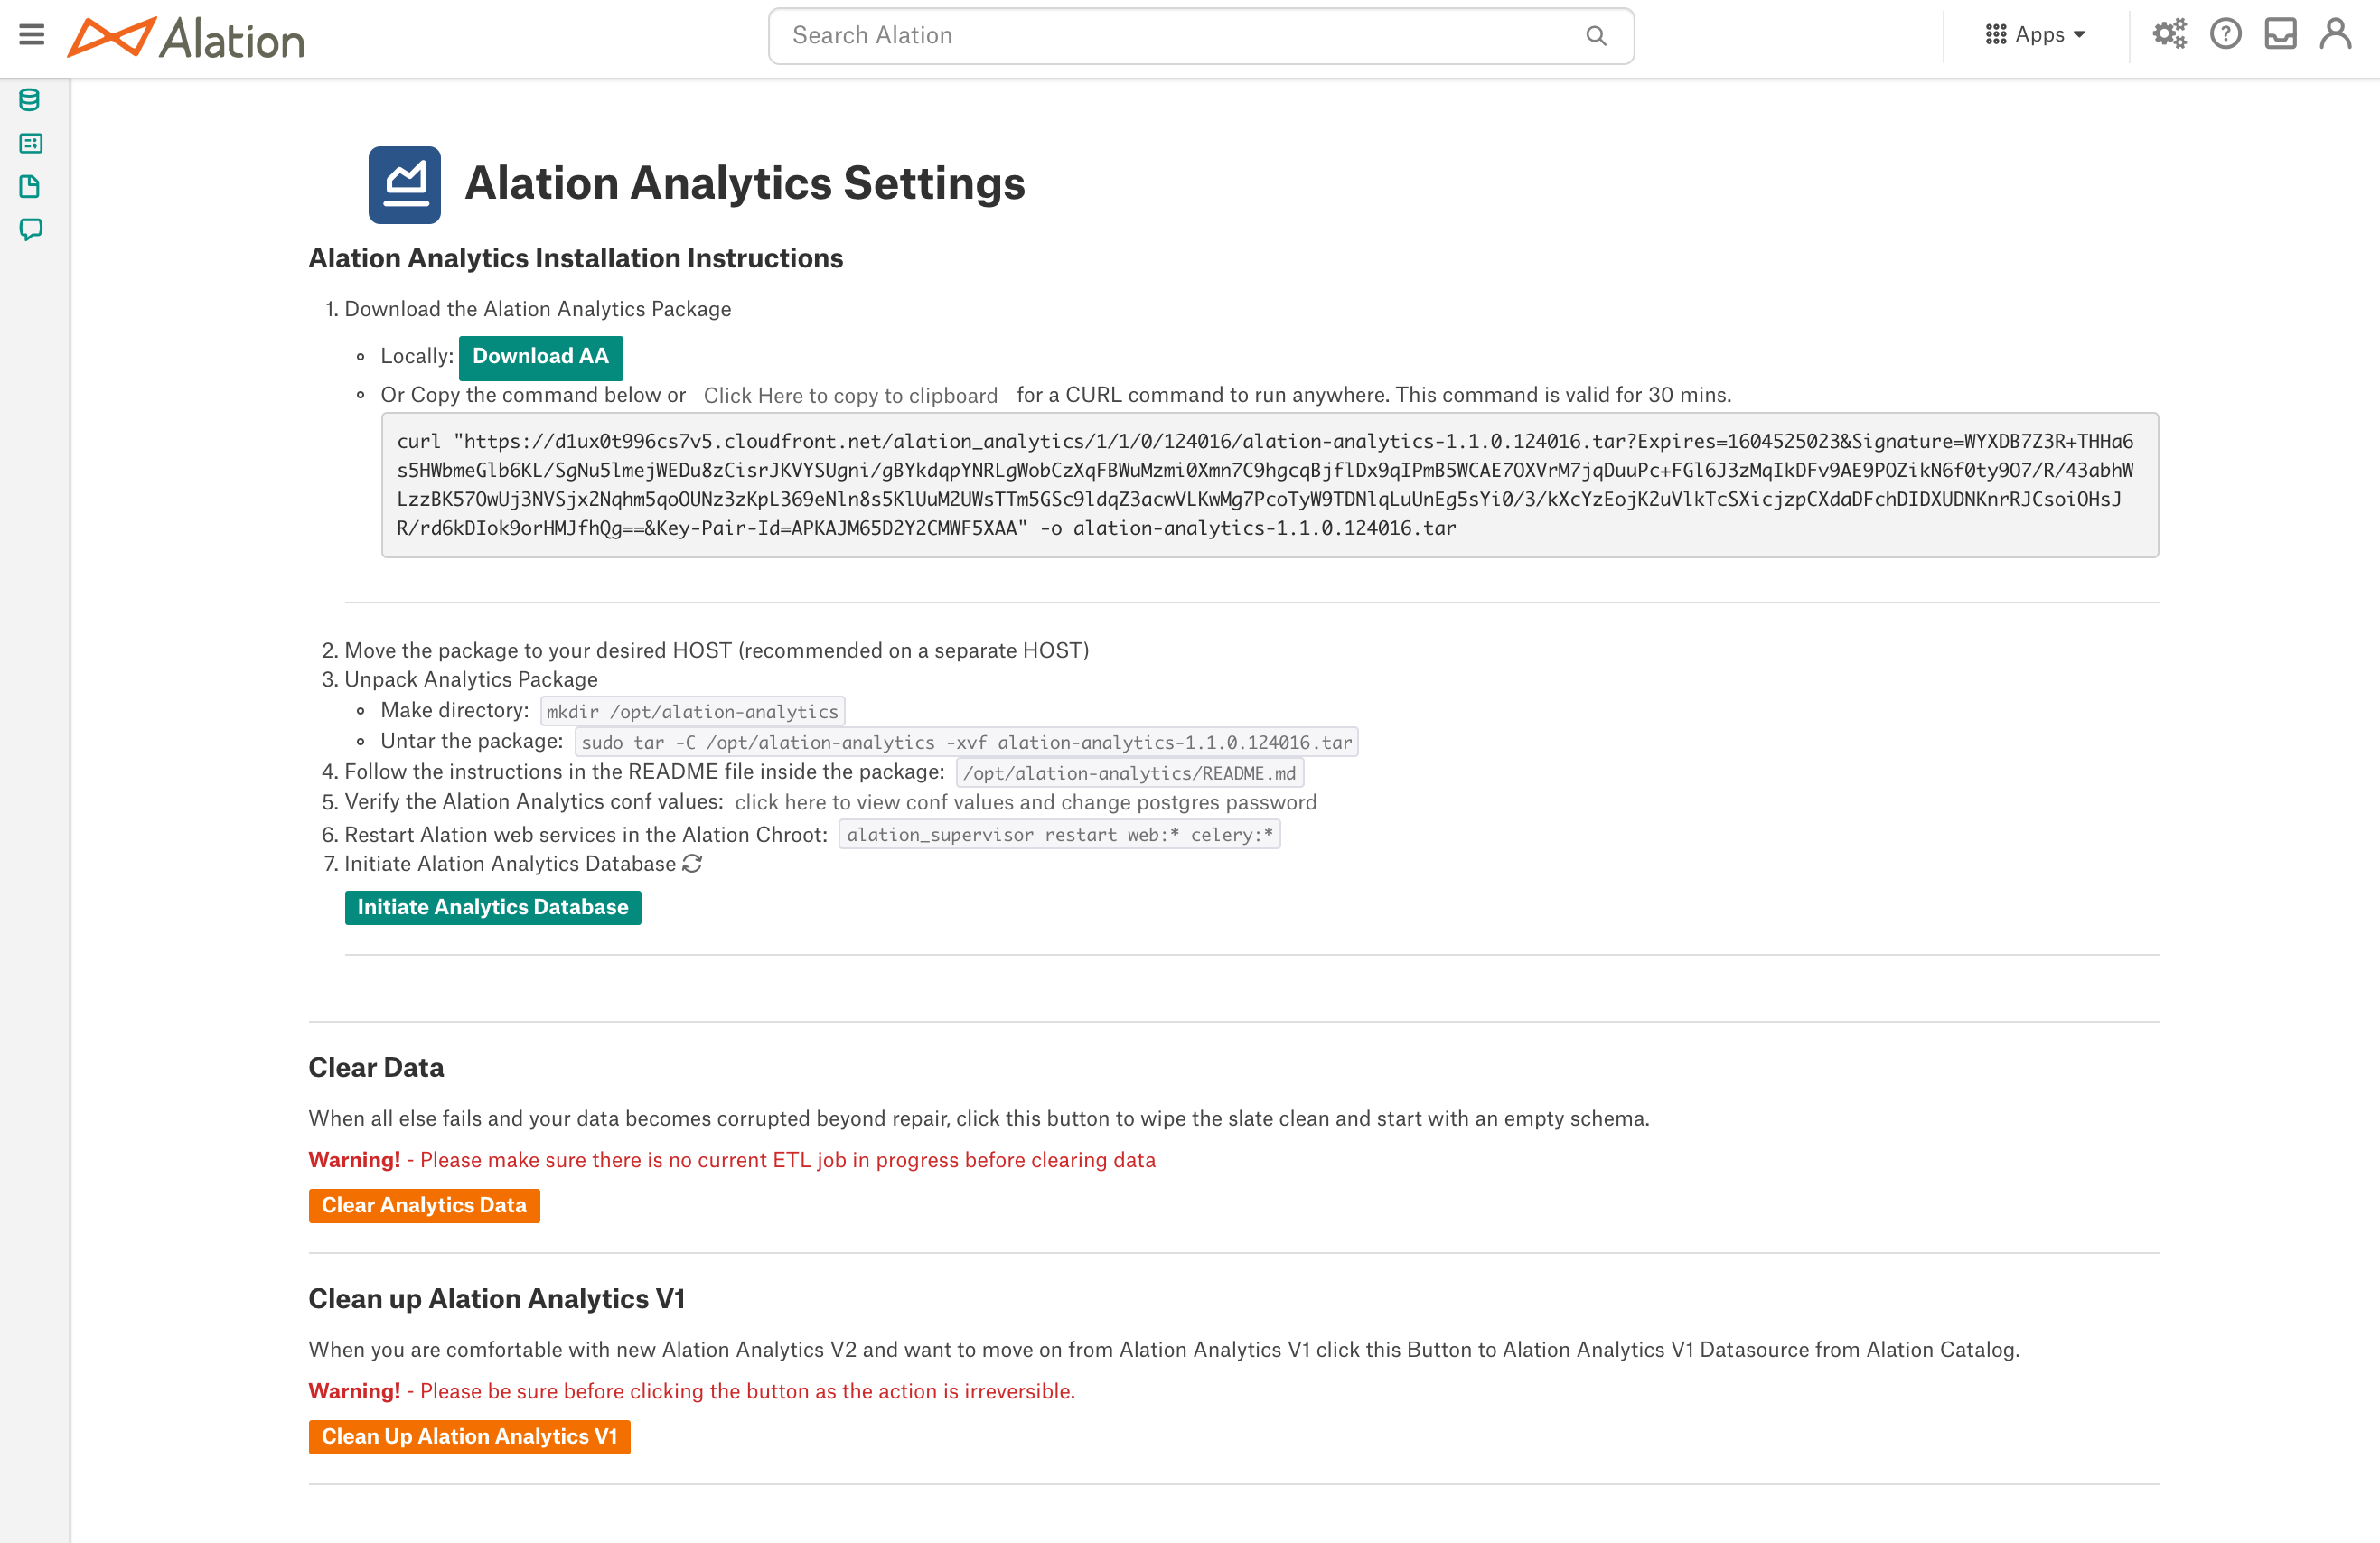 Alation
Search Alation
Apps
Alation Analytics Settings
Alation Analytics Installation Instructions
1. Download the Alation Analytics Package
Locally: Download AA
Or Copy the command below or Click Here to copy to clipboard for a CURL command to run anywhere. This command is valid for 30 mins.
curl "https://d1ux0t996cs7v5.cloudfront.net/alation_analytics/1/1/0/124016/alation-analytics-1.1.0.124016.tar?Expires=1604525023&Signature=WYXDB7Z3R+THHa6
s5HWbmeGlb6KL/SgNu5lmejWEDu8zCisrJKVYSUgni/gBYkdapYNRLgWobCzXqFBWuMzmi0Xmn7C9hgcqBjflDx9qIPmB5WCAE7OXVrM7jqDuuPc+FGl6J3zMqIkDFv9AE9POZikN6f0ty9O7/R/43abhW
LzzBK57OwUj3NVSjx2Nqhm5qoOUNz3zKpL369eNln8s5KlUuM2UWsTTm5GSc9ldqZ3acwVLKwMg7PcoTyW9TDNlqLuUnEg5sYi0/3/kXcYzEojK2uVlkTcSXicjzpCXdaDFchDIDXUDNKnrRJCsoiOHsJ
R/rd6kDIok9orHMJfhQg==&Key-Pair-Id=APKAJM65D2Y2CMWF5XAA" -o alation-analytics-1.1.0.124016.tar
2. Move the package to your desired HOST (recommended on a separate HOST)
3. Unpack Analytics Package
Make directory: mkdir /opt/alation-analytics
Untar the package: sudo tar -C /opt/alation-analytics -xvf alation-analytics-1.1.0.124016.tar
4. Follow the instructions in the README file inside the package: /opt/alation-analytics/README.md
5. Verify the Alation Analytics conf values: click here to view conf values and change postgres password
6. Restart Alation web services in the Alation Chroot: alation_supervisor restart web:* celery:*
7. Initiate Alation Analytics Database
Initiate Analytics Database
Clear Data
When all else fails and your data becomes corrupted beyond repair, click this button to wipe the slate clean and start with an empty schema.
Warning! - Please make sure there is no current ETL job in progress before clearing data
Clear Analytics Data
Clean up Alation Analytics V1
When you are comfortable with new Alation Analytics V2 and want to move on from Alation Analytics V1 click this Button to Alation Analytics V1 Datasource from Alation Catalog.
Warning! - Please be sure before clicking the button as the action is irreversible.
Clean Up Alation Analytics V1